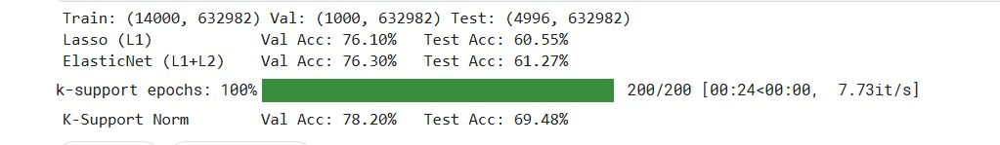 Train: (14000, 632982) Val: (1000, 632982) Test: (4996, 632982)
Lasso (L1) Val Acc: 76.10% Test Acc: 60.55%
ElasticNet (L1+L2) Val Acc: 76.30% Test Acc: 61.27%
k-support epochs: 100% 200/200 [00:24<00:00, 7.73it/s]
K-Support Norm Val Acc: 78.20% Test Acc: 69.48%